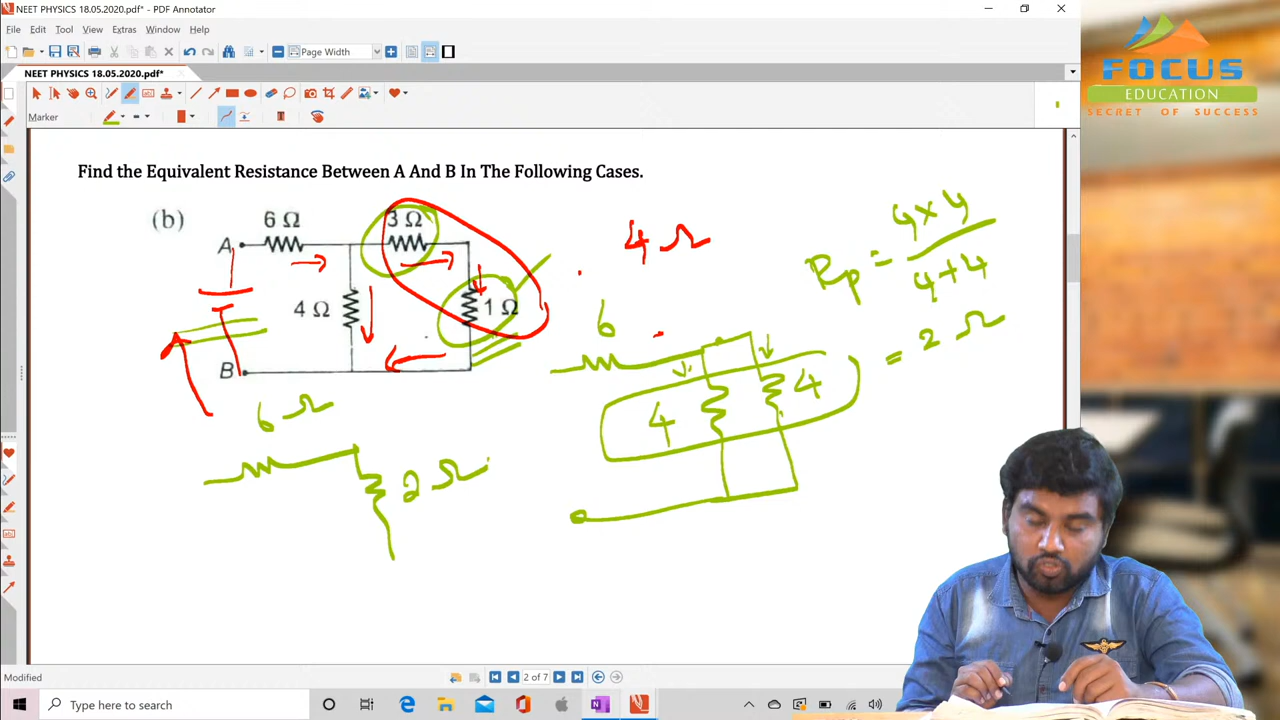 NEET PHYSICS 18.05.2020.pdf* - PDF Annotator
File Edit Tool View Extras Window Help
Page Width
NEET PHYSICS 18.05.2020.pdf*
Marker
FOCUS
EDUCATION
SECRET OF SUCCESS
Find the Equivalent Resistance Between A And B In The Following Cases.
(b)
6 Ω
3 Ω
A
4 Ω
1 Ω
B
4 Ω
Rp = 4×4
4+4
= 2 Ω
6
4
4
6 Ω
2 Ω
Modified
2 of 7
Type here to search